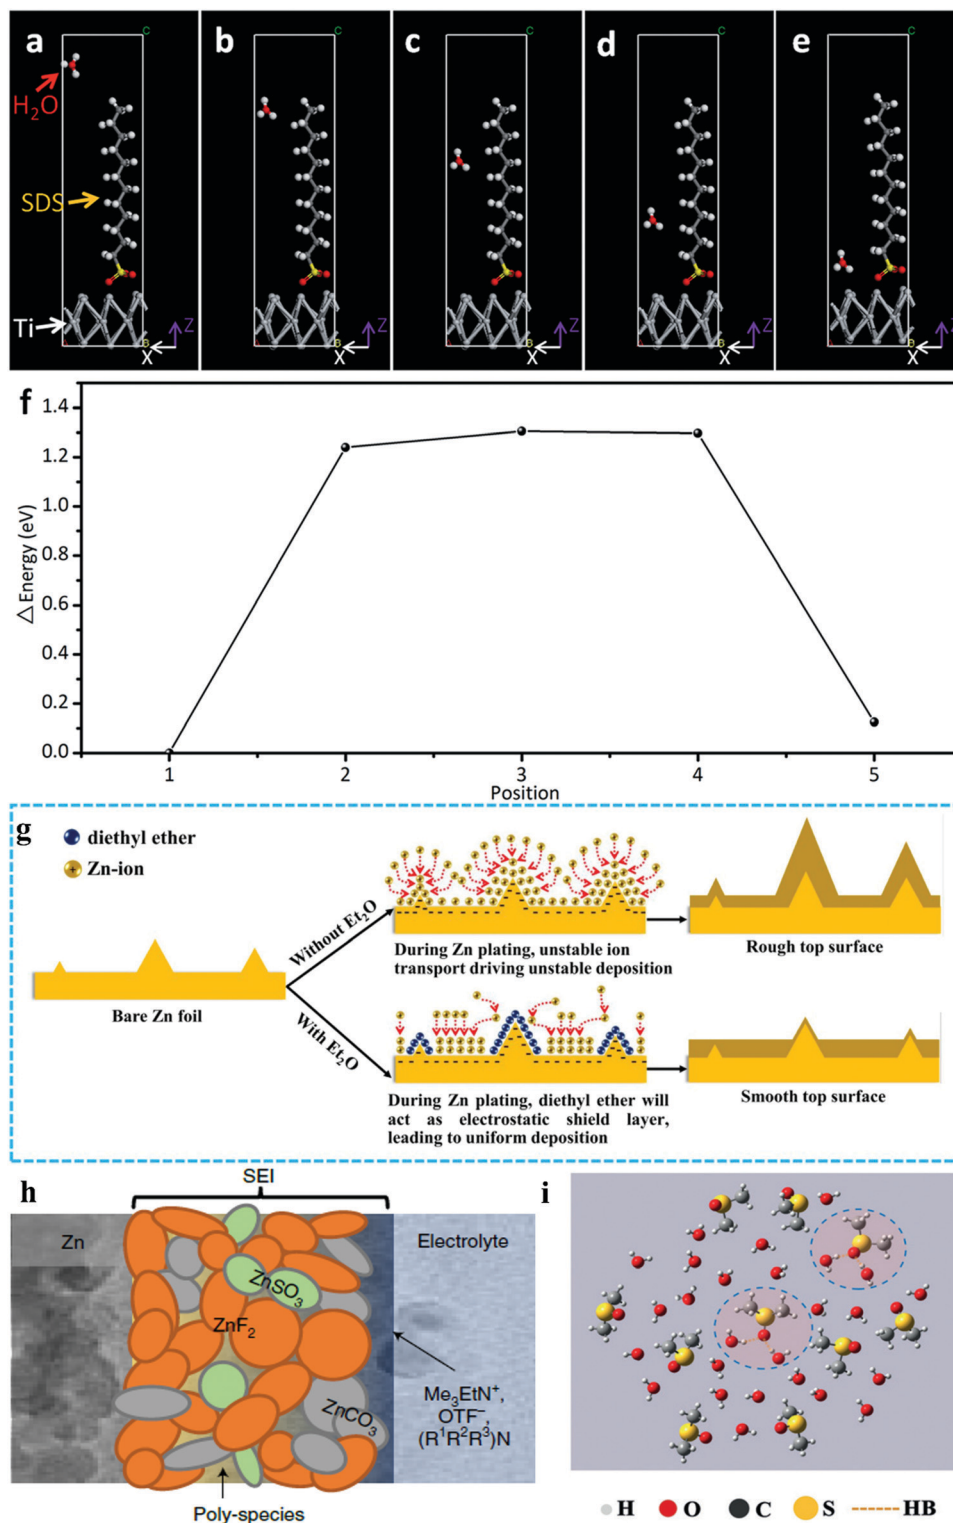 a b c d e
C C C C C
H₂O
SDS
Ti
Z Z Z Z Z
X X X X X
f
1.4
1.2
1.0
0.8
0.6
0.4
0.2
0.0
△Energy (eV)
1 2 3 4 5
Position
g
diethyl ether
Zn-ion
Bare Zn foil
Without Et₂O
During Zn plating, unstable ion
transport driving unstable deposition
Rough top surface
With Et₂O
During Zn plating, diethyl ether will
act as electrostatic shield layer,
leading to uniform deposition
Smooth top surface
h
SEI
Zn
Electrolyte
ZnSO₃
ZnF₂
ZnCO₃
Me₃EtN⁺,
OTF⁻,
(R¹R²R³)N
Poly-species
i
H O C S HB